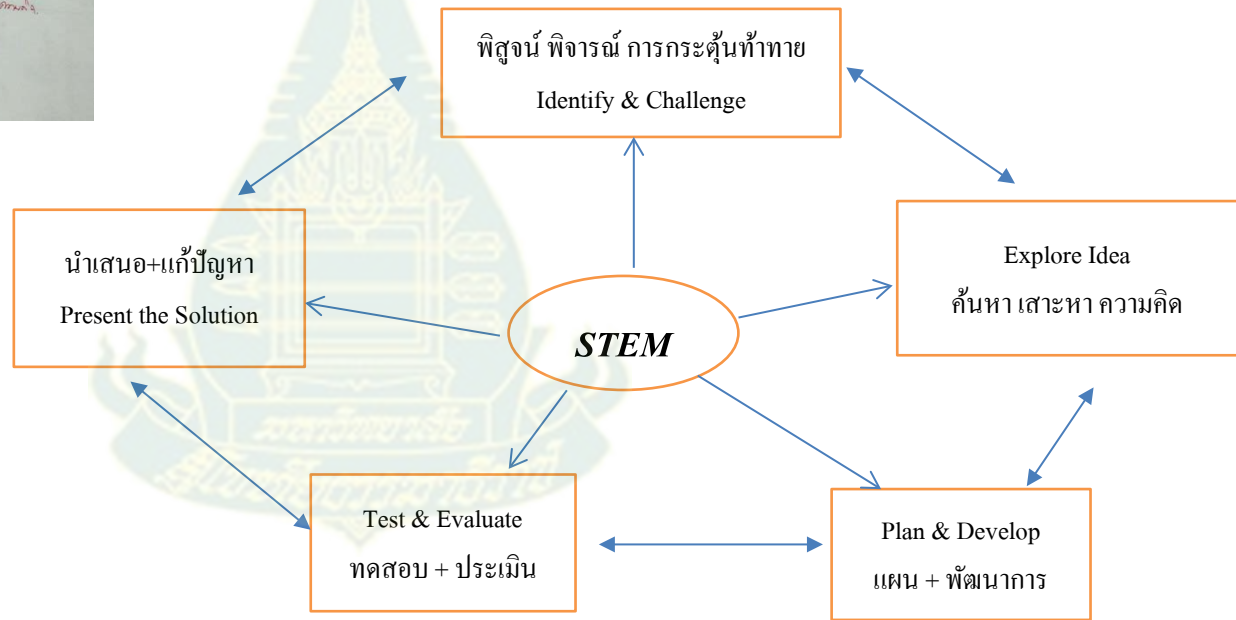 พิสูจน์ พิจารณ์ การกระตุ้นท้าทาย
Identify & Challenge
นำเสนอ+แก้ปัญหา
Present the Solution
Explore Idea
ค้นหา เสาะหา ความคิด
STEM
Test & Evaluate
ทดสอบ + ประเมิน
Plan & Develop
แผน + พัฒนาการ